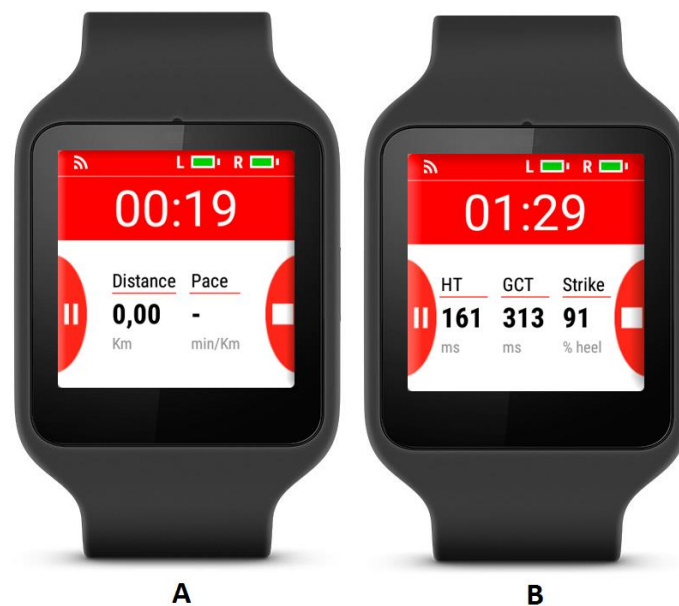 L R
00:19
Distance Pace
0,00 -
Km min/Km
A
L R
01:29
HT GCT Strike
161 313 91
ms ms % heel
B